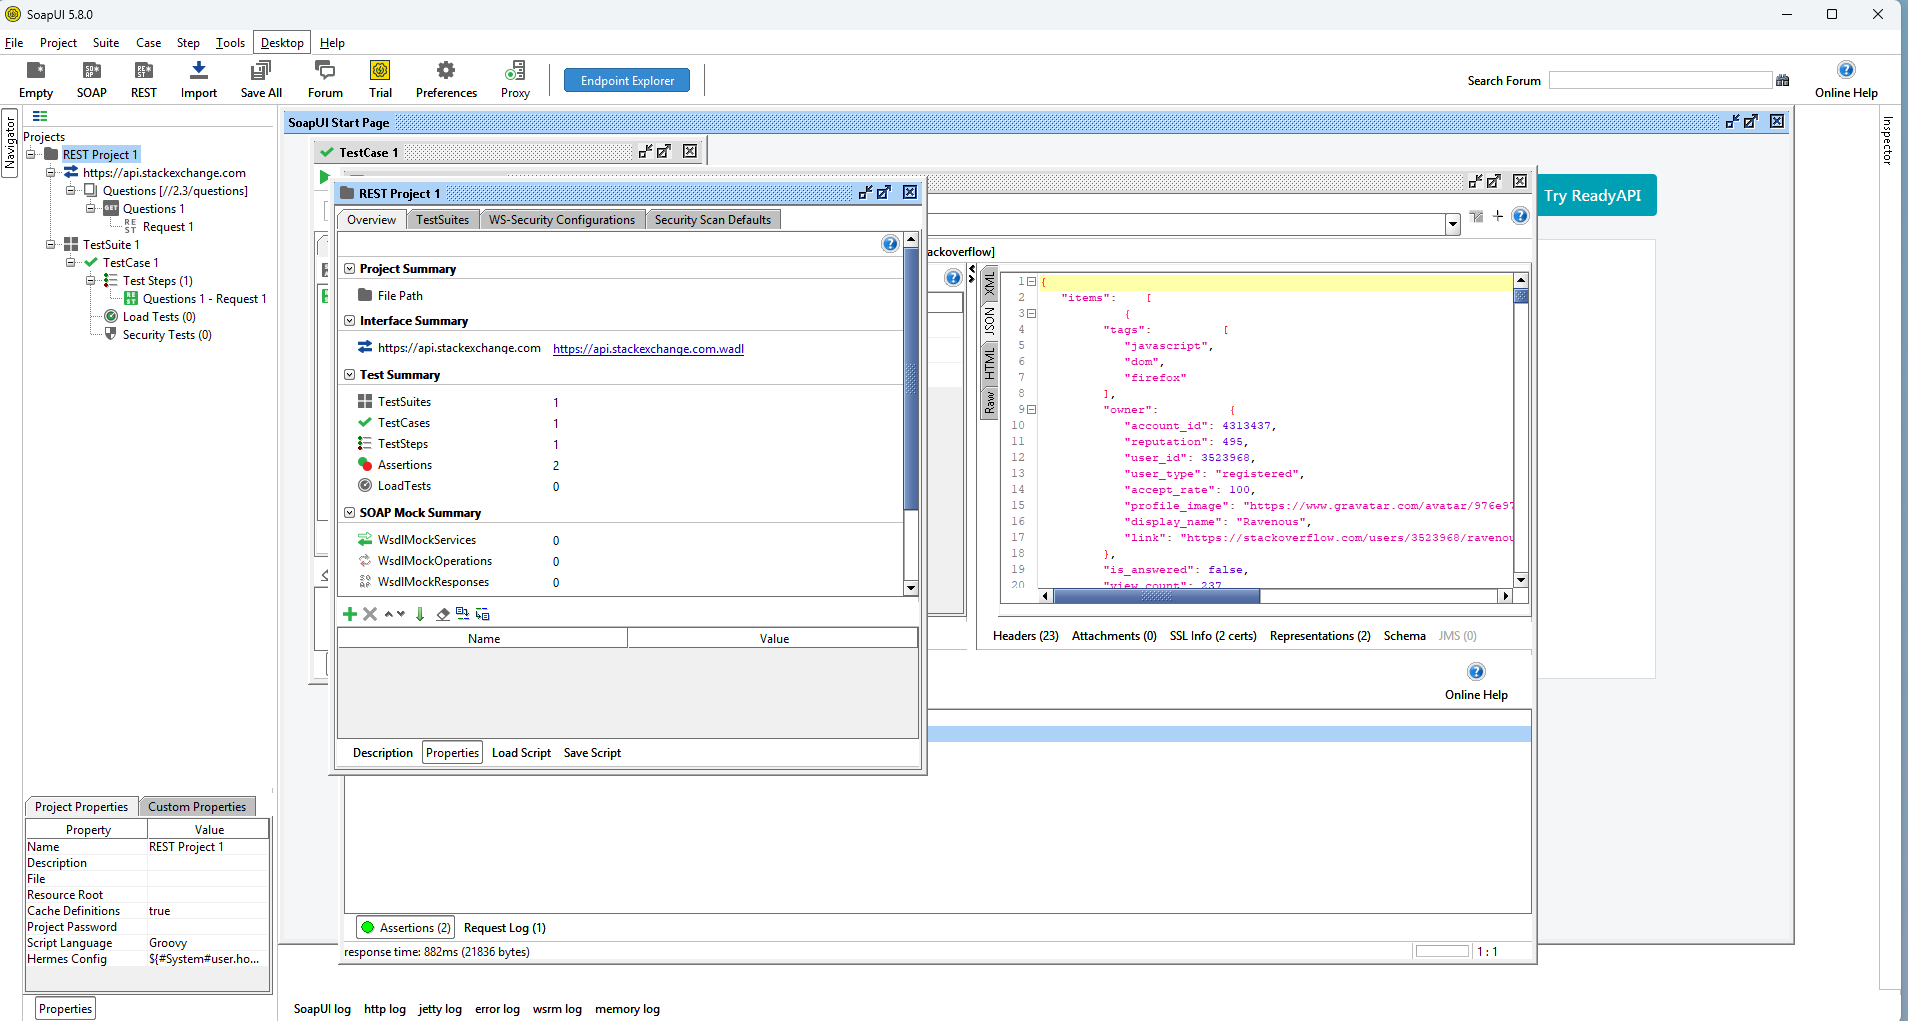 SoapUI 5.8.0
File Project Suite Case Step Tools Desktop Help
Empty SOAP REST Import Save All Forum Trial Preferences Proxy Endpoint Explorer Search Forum Online Help
Navigator
Projects
REST Project 1
https://api.stackexchange.com
Questions [//2.3/questions]
GET Questions 1
Request 1
TestSuite 1
TestCase 1
Test Steps (1)
Questions 1 - Request 1
Load Tests (0)
Security Tests (0)
Project Properties Custom Properties
Property Value
Name REST Project 1
Description
File
Resource Root
Cache Definitions true
Project Password
Script Language Groovy
Hermes Config ${#System#user.ho...
Properties
SoapUI Start Page
TestCase 1
REST Project 1
Overview TestSuites WS-Security Configurations Security Scan Defaults
Project Summary
File Path
Interface Summary
https://api.stackexchange.com https://api.stackexchange.com.wadl
Test Summary
TestSuites 1
TestCases 1
TestSteps 1
Assertions 2
LoadTests 0
SOAP Mock Summary
WsdlMockServices 0
WsdlMockOperations 0
WsdlMockResponses 0
Name Value
Description Properties Load Script Save Script
Try ReadyAPI
ackoverflow]
XML
JSON
HTML
Raw
1 {
2 "items": [
3 {
4 "tags": [
5 "javascript",
6 "dom",
7 "firefox"
8 ],
9 "owner": {
10 "account_id": 4313437,
11 "reputation": 495,
12 "user_id": 3523968,
13 "user_type": "registered",
14 "accept_rate": 100,
15 "profile_image": "https://www.gravatar.com/avatar/976e97
16 "display_name": "Ravenous",
17 "link": "https://stackoverflow.com/users/3523968/ravenou
18 },
19 "is_answered": false,
20 "view_count": 237
Headers (23) Attachments (0) SSL Info (2 certs) Representations (2) Schema JMS (0)
Online Help
Assertions (2) Request Log (1)
response time: 882ms (21836 bytes)
1 : 1
Inspector
SoapUI log http log jetty log error log wsrm log memory log